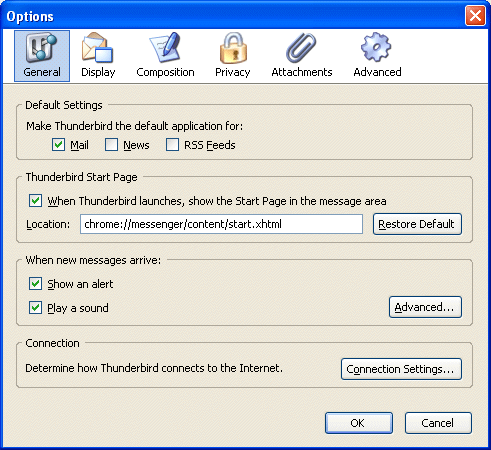 Options
General
Display
Composition
Privacy
Attachments
Advanced
Default Settings
Make Thunderbird the default application for:
Mail
News
RSS Feeds
Thunderbird Start Page
When Thunderbird launches, show the Start Page in the message area
Location:
chrome://messenger/content/start.xhtml
Restore Default
When new messages arrive:
Show an alert
Play a sound
Advanced...
Connection
Determine how Thunderbird connects to the Internet.
Connection Settings...
OK
Cancel